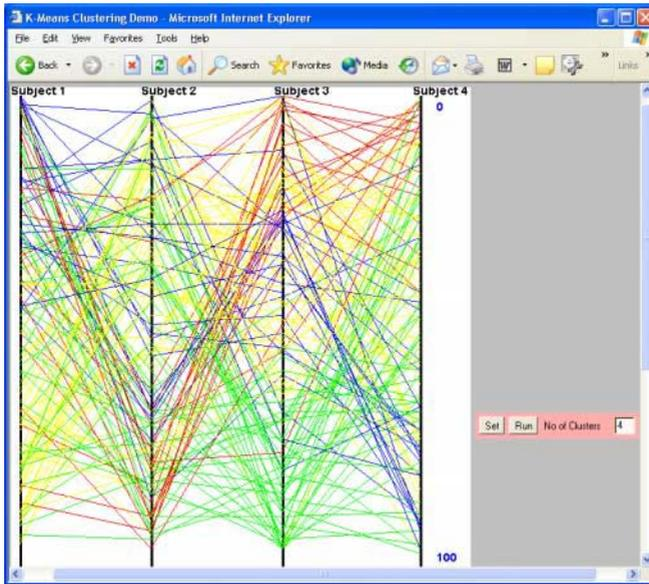 K-Means Clustering Demo - Microsoft Internet Explorer
File Edit View Favorites Tools Help
Back Search Favorites Media W » Links »
Subject 1 Subject 2 Subject 3 Subject 4
0
Set Run No of Clusters 4
100